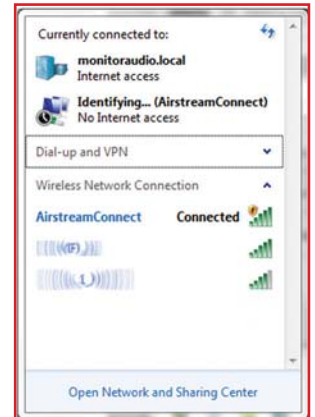 Currently connected to:
monitoraudio.local
Internet access
Identifying... (AirstreamConnect)
No Internet access
Dial-up and VPN
Wireless Network Connection
AirstreamConnect Connected
Open Network and Sharing Center